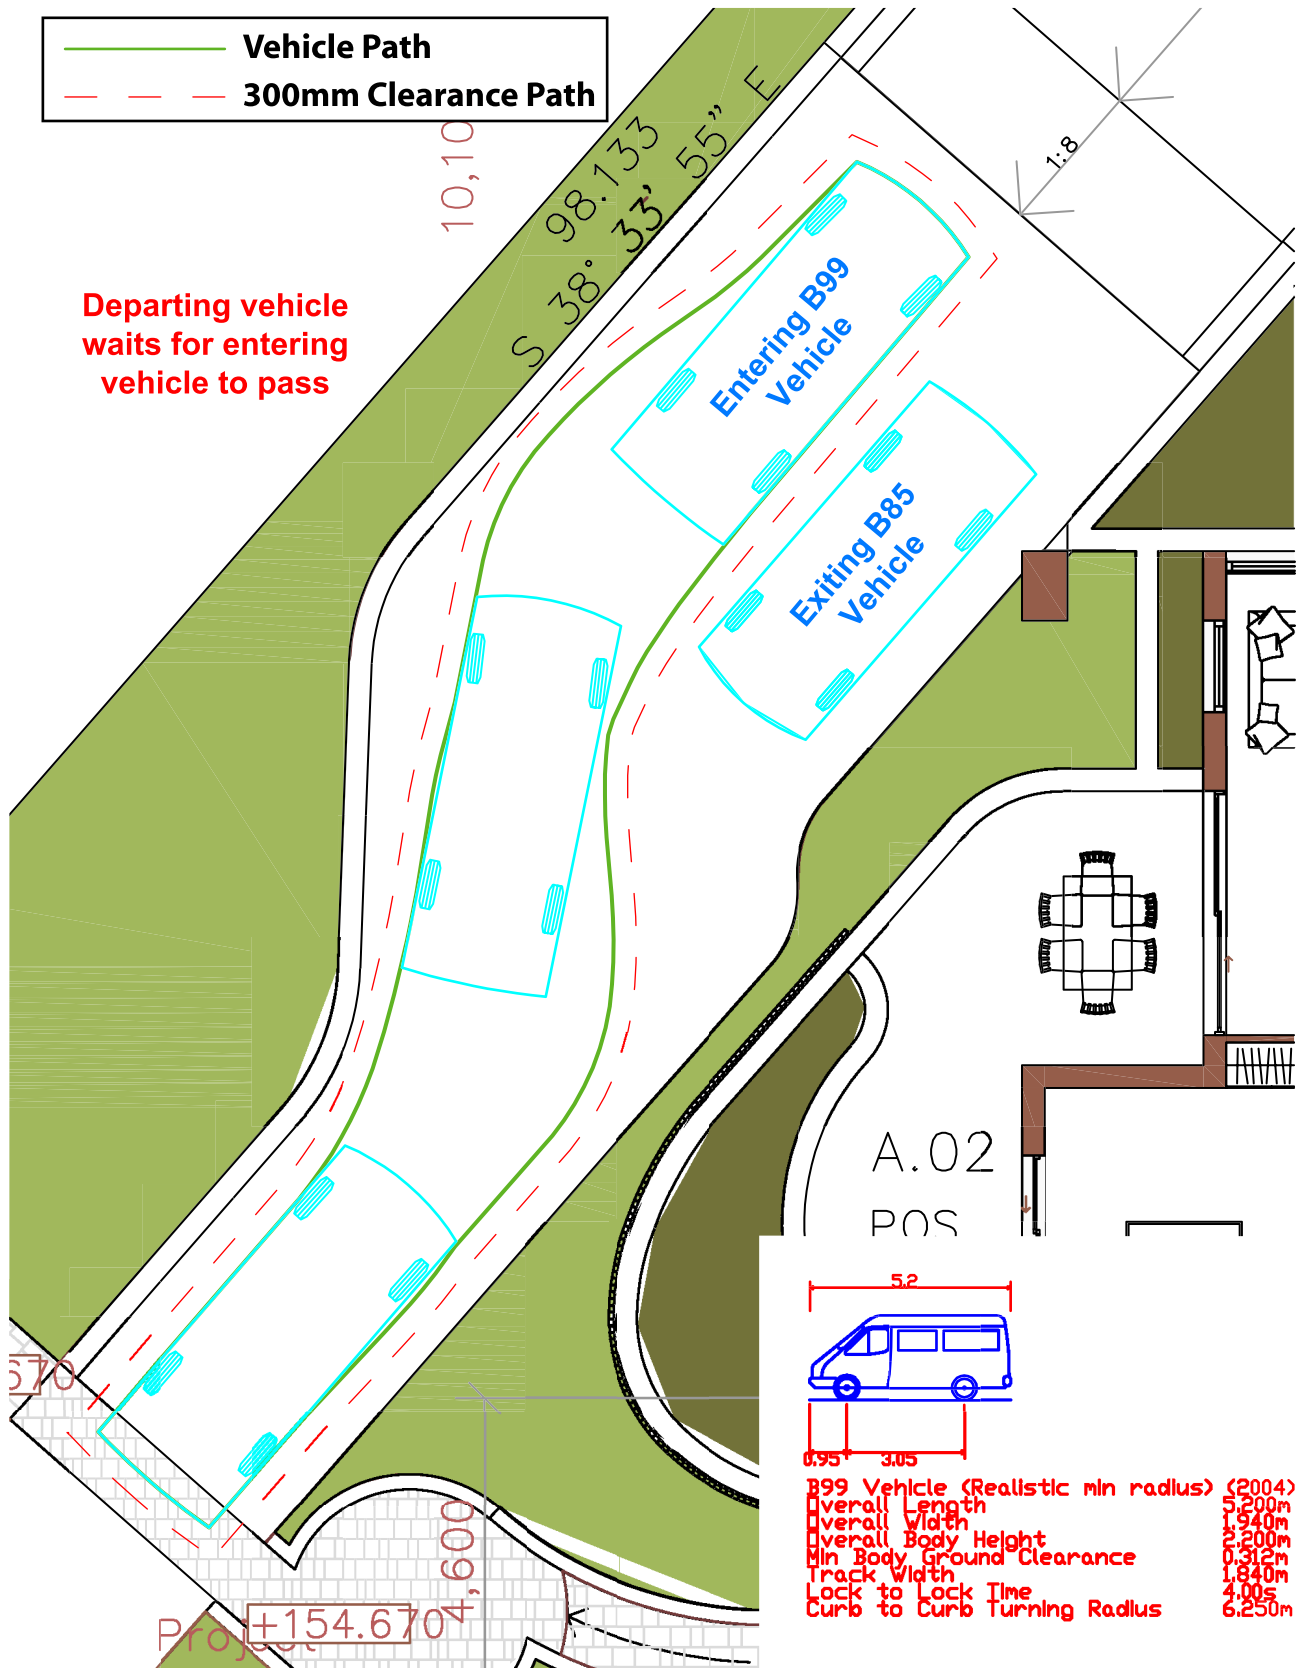 Vehicle Path
300mm Clearance Path
10,10
98.133
S 38° 33' 55” E
1:8
Departing vehicle
waits for entering
vehicle to pass
Entering B99
Vehicle
Exiting B85
Vehicle
A.02
POS
670
5.2
0.95
3.05
B99 Vehicle (Realistic min radius) (2004)
Overall Length 5.200m
Overall Width 1.940m
Overall Body Height 2.200m
Min Body Ground Clearance 0.312m
Track Width 1.840m
Lock to Lock Time 4.00s
Curb to Curb Turning Radius 6.250m
4,600
+154.670